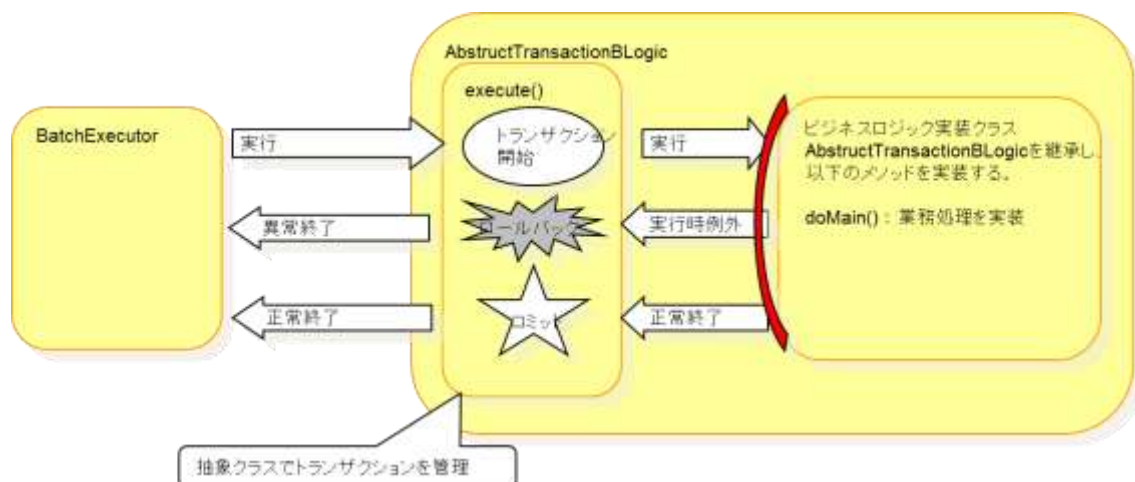 AbstructTransactionBLogic
execute()
BatchExecutor
実行
トランザクション
開始
実行
ビジネスロジック実装クラス
AbstructTransactionBLogicを継承し、
以下のメソッドを実装する。
異常終了
ロールバック
実行時例外
doMain()：業務処理を実装
正常終了
コミット
正常終了
抽象クラスでトランザクションを管理